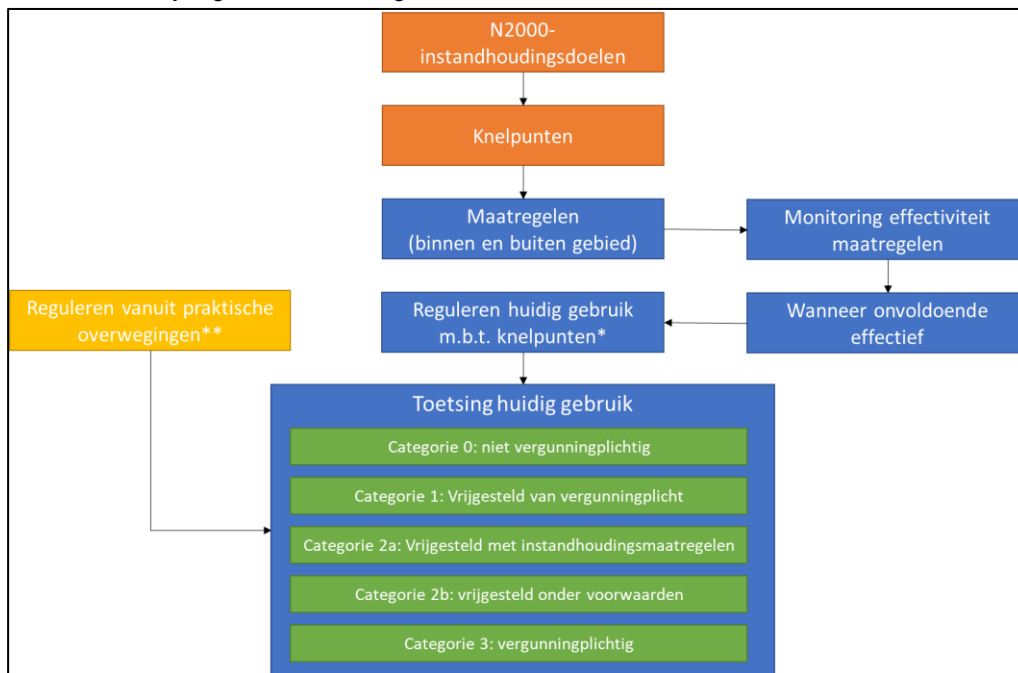 N2000-
instandhoudingsdoelen
Knelpunten
Maatregelen
(binnen en buiten gebied)
Monitoring effectiviteit
maatregelen
Reguleren vanuit praktische
overwegingen**
Reguleren huidig gebruik
m.b.t. knelpunten*
Wanneer onvoldoende
effectief
Toetsing huidig gebruik
Categorie 0: niet vergunningplichtig
Categorie 1: Vrijgesteld van vergunningplicht
Categorie 2a: Vrijgesteld met instandhoudingsmaatregelen
Categorie 2b: vrijgesteld onder voorwaarden
Categorie 3: vergunningplichtig